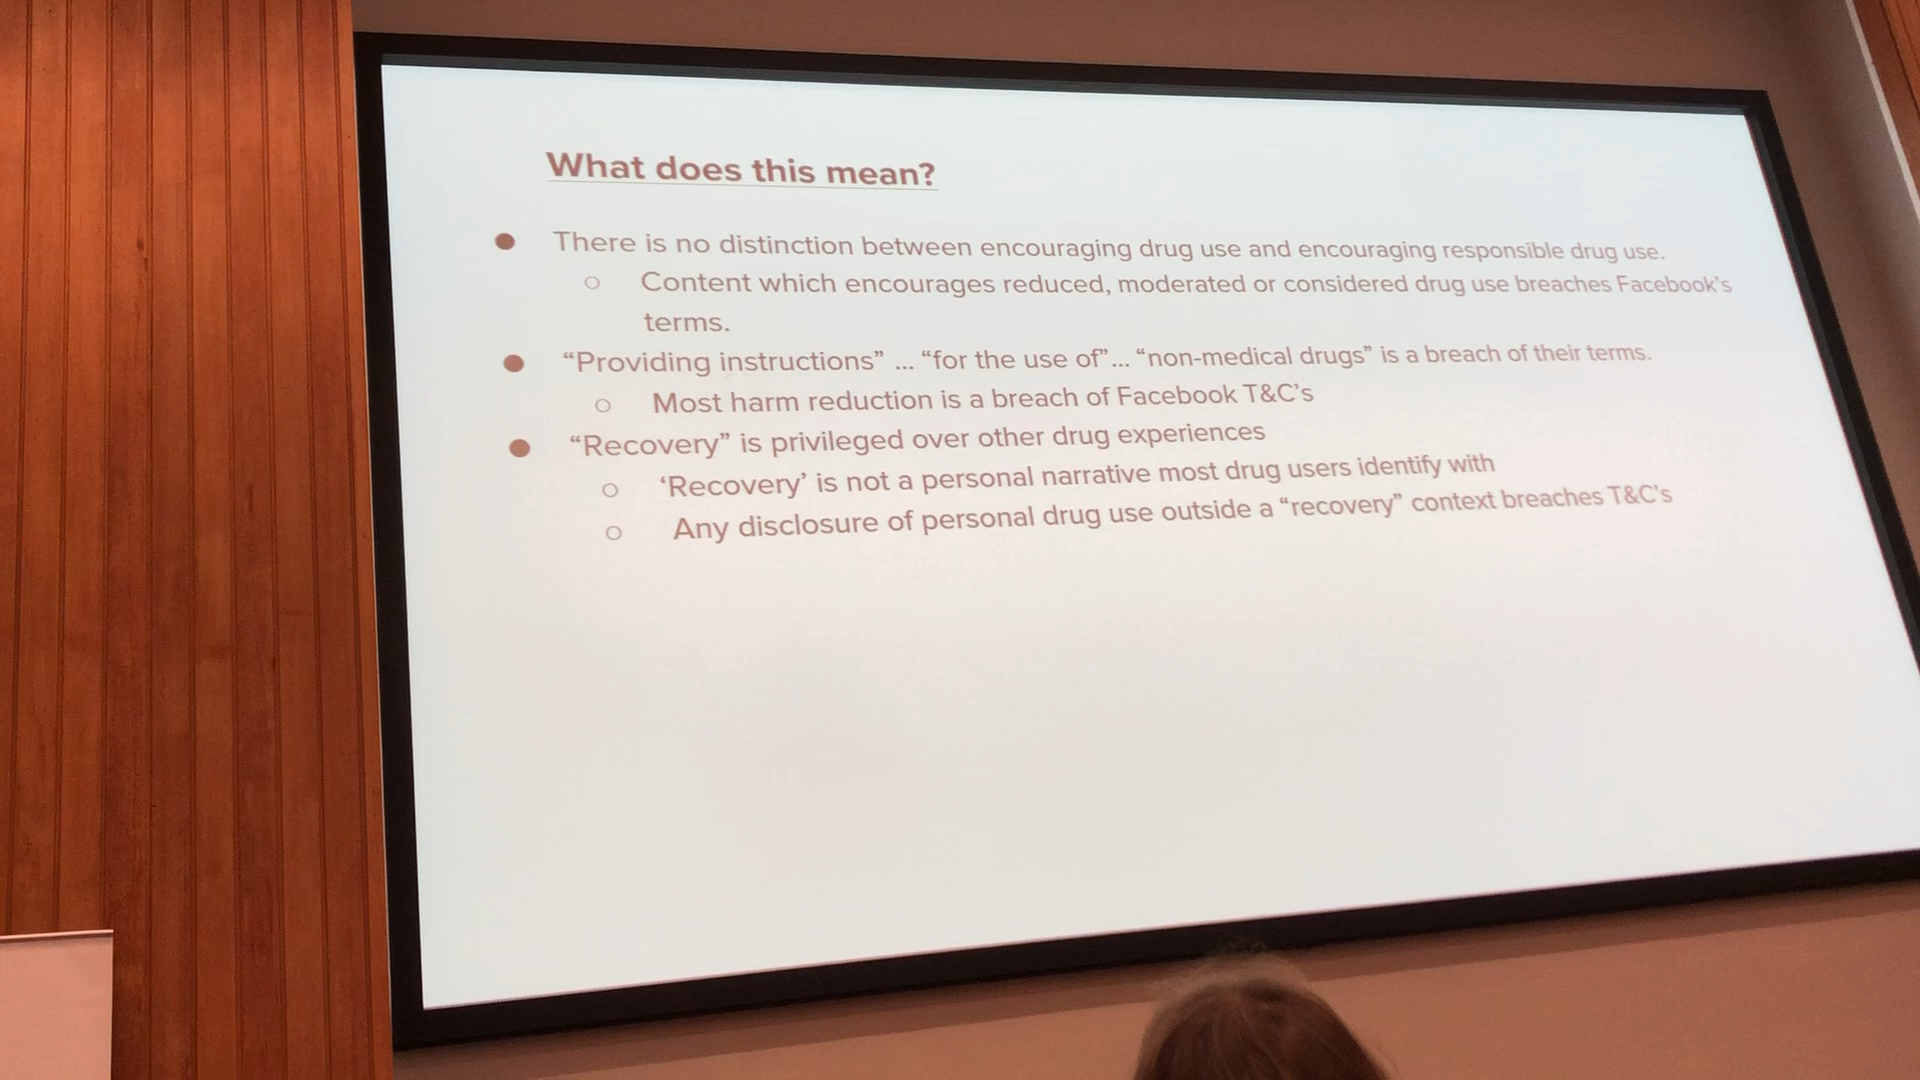 What does this mean?
● There is no distinction between encouraging drug use and encouraging responsible drug use.
○ Content which encourages reduced, moderated or considered drug use breaches Facebook's
terms.
● “Providing instructions” ... “for the use of”... “non-medical drugs” is a breach of their terms.
○ Most harm reduction is a breach of Facebook T&C's
● “Recovery” is privileged over other drug experiences
○ ‘Recovery’ is not a personal narrative most drug users identify with
○ Any disclosure of personal drug use outside a “recovery” context breaches T&C's